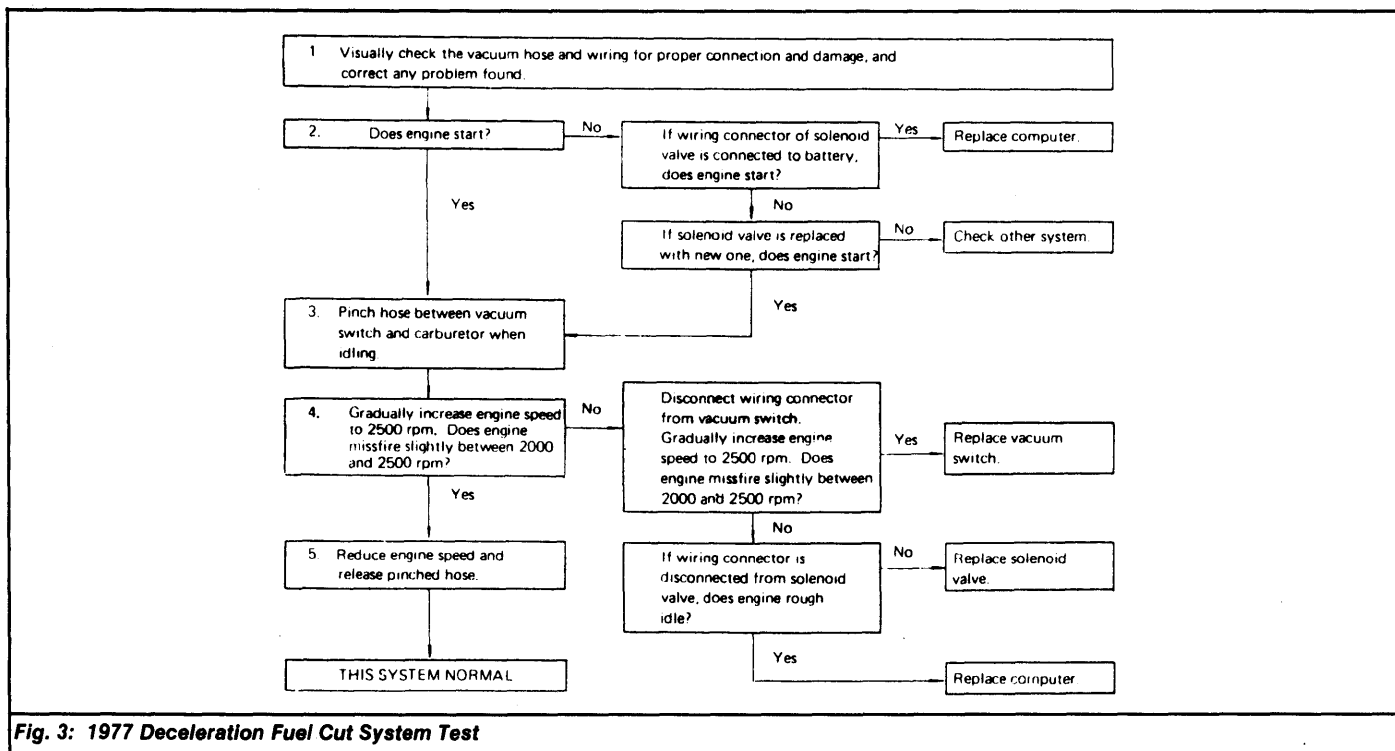 1 Visually check the vacuum hose and wiring for proper connection and damage, and
correct any problem found.
2. Does engine start?
No
If wiring connector of solenoid
valve is connected to battery,
does engine start?
Yes
Replace computer.
Yes
No
If solenoid valve is replaced
with new one, does engine start?
No
Check other system.
Yes
3. Pinch hose between vacuum
switch and carburetor when
idling.
4. Gradually increase engine speed
to 2500 rpm. Does engine
missfire slightly between 2000
and 2500 rpm?
No
Disconnect wiring connector
from vacuum switch.
Gradually increase engine
speed to 2500 rpm. Does
engine missfire slightly between
2000 and 2500 rpm?
Yes
Replace vacuum
switch.
Yes
No
5. Reduce engine speed and
release pinched hose.
If wiring connector is
disconnected from solenoid
valve, does engine rough
idle?
No
Replace solenoid
valve.
Yes
THIS SYSTEM NORMAL
Replace computer
Fig. 3: 1977 Deceleration Fuel Cut System Test